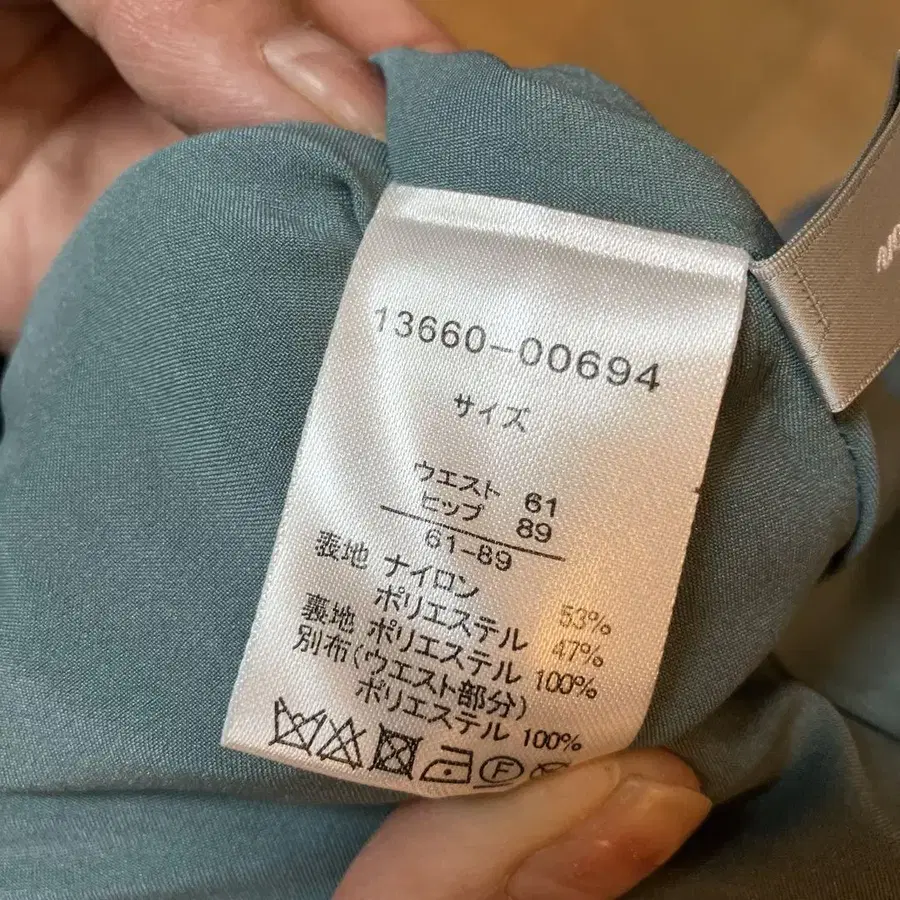 13660-00694
サイズ
ウエスト 61
ヒップ 89
61-89
表地 ナイロン 53%
ポリエステル 47%
裏地 ポリエステル 100%
別布(ウエスト部分)
ポリエステル 100%
F